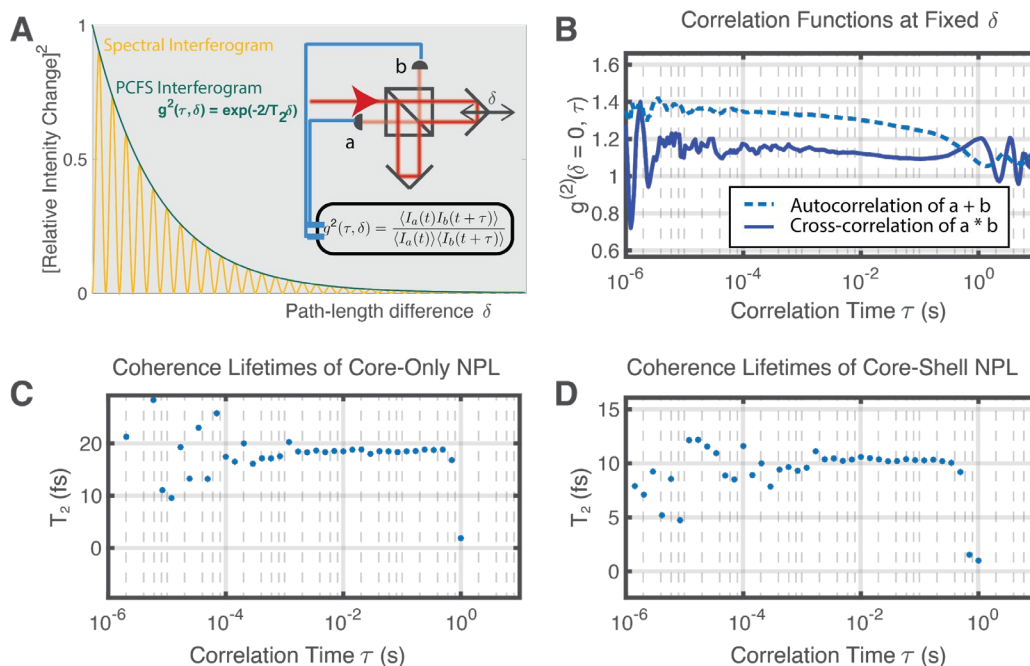 A
1
0.5
0
[Relative Intenity Change]²
Spectral Interferogram
PCFS Interferogram
g²(τ, δ) = exp(-2/T₂δ)
b
a
δ
g²(τ, δ) = ⟨I_a(t)I_b(t + τ)⟩ / ⟨I_a(t)⟩⟨I_b(t + τ)⟩
Path-length difference δ
B
Correlation Functions at Fixed δ
g⁽²⁾(δ = 0, τ)
1.6
1.4
1.2
1
1.2
0.6
Autocorrelation of a + b
Cross-correlation of a * b
10⁻⁶ 10⁻⁴ 10⁻² 10⁰
Correlation Time τ (s)
C
Coherence Lifetimes of Core-Only NPL
T₂ (fs)
20
10
0
10⁻⁶ 10⁻⁴ 10⁻² 10⁰
Correlation Time τ (s)
D
Coherence Lifetimes of Core-Shell NPL
T₂ (fs)
15
10
5
0
10⁻⁶ 10⁻⁴ 10⁻² 10⁰
Correlation Time τ (s)